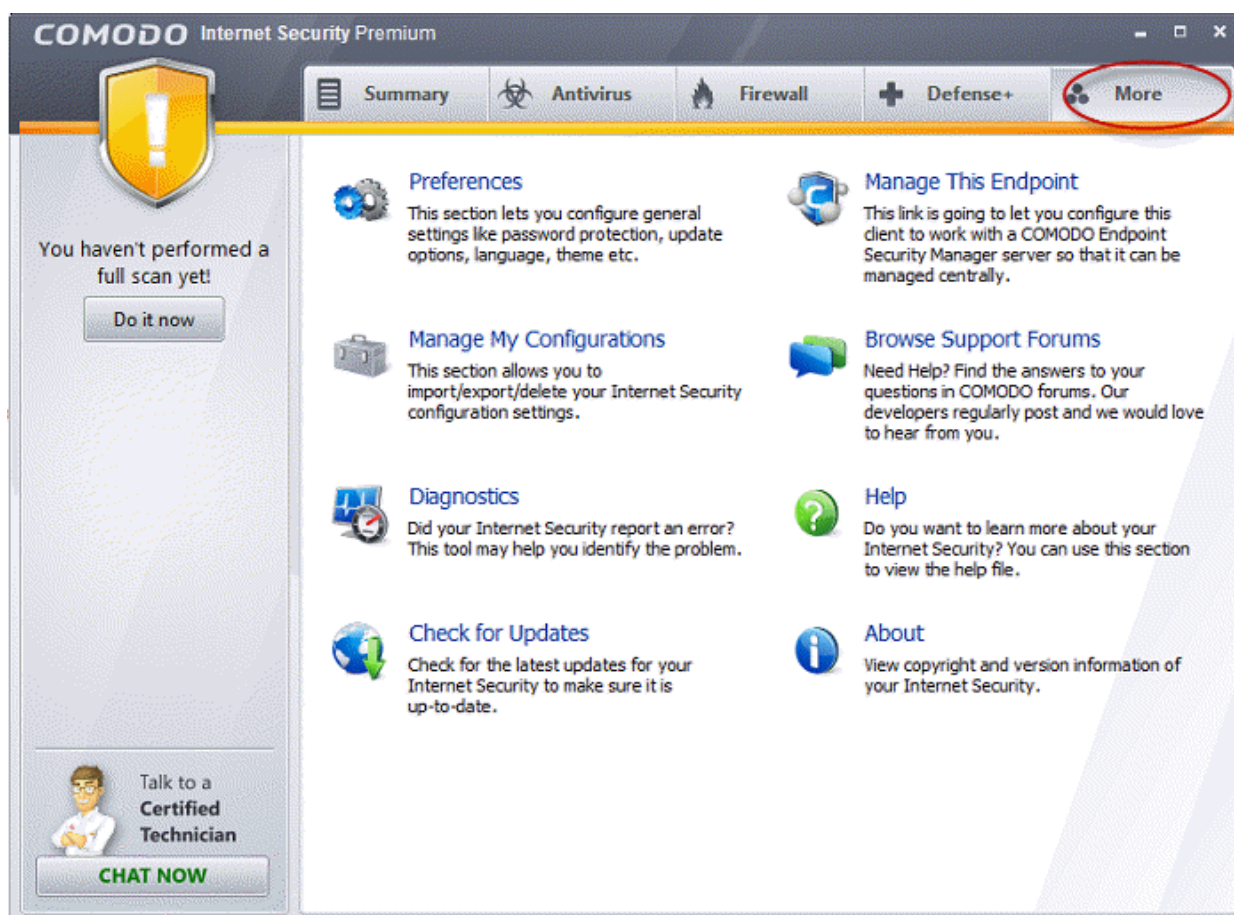 COMODO Internet Security Premium
Summary
Antivirus
Firewall
Defense+
More
You haven't performed a
full scan yet!
Do it now
Preferences
This section lets you configure general
settings like password protection, update
options, language, theme etc.
Manage This Endpoint
This link is going to let you configure this
client to work with a COMODO Endpoint
Security Manager server so that it can be
managed centrally.
Manage My Configurations
This section allows you to
import/export/delete your Internet Security
configuration settings.
Browse Support Forums
Need Help? Find the answers to your
questions in COMODO forums. Our
developers regularly post and we would love
to hear from you.
Diagnostics
Did your Internet Security report an error?
This tool may help you identify the problem.
Help
Do you want to learn more about your
Internet Security? You can use this section
to view the help file.
Check for Updates
Check for the latest updates for your
Internet Security to make sure it is
up-to-date.
About
View copyright and version information of
your Internet Security.
Talk to a
Certified
Technician
CHAT NOW